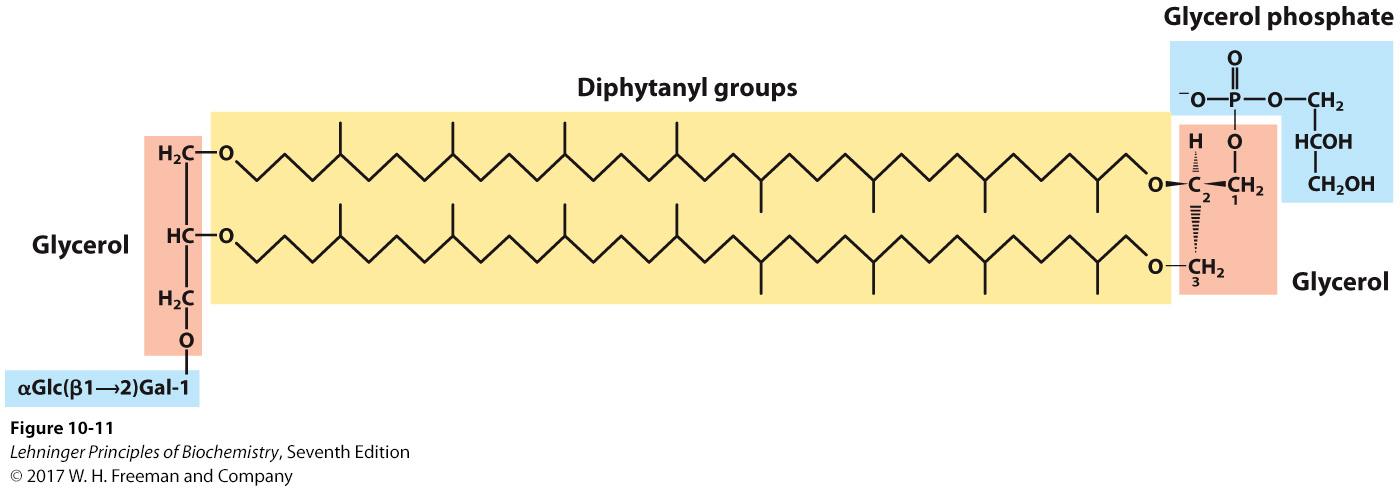 Glycerol phosphate
Diphytanyl groups
O
⁻O—P—O—CH₂
H₂C—O
H
O
HCOH
O
C₂
CH₂
1
CH₂OH
Glycerol
HC—O
O—CH₂
3
Glycerol
H₂C
O
αGlc(β1→2)Gal-1
Figure 10-11
Lehninger Principles of Biochemistry, Seventh Edition
© 2017 W. H. Freeman and Company